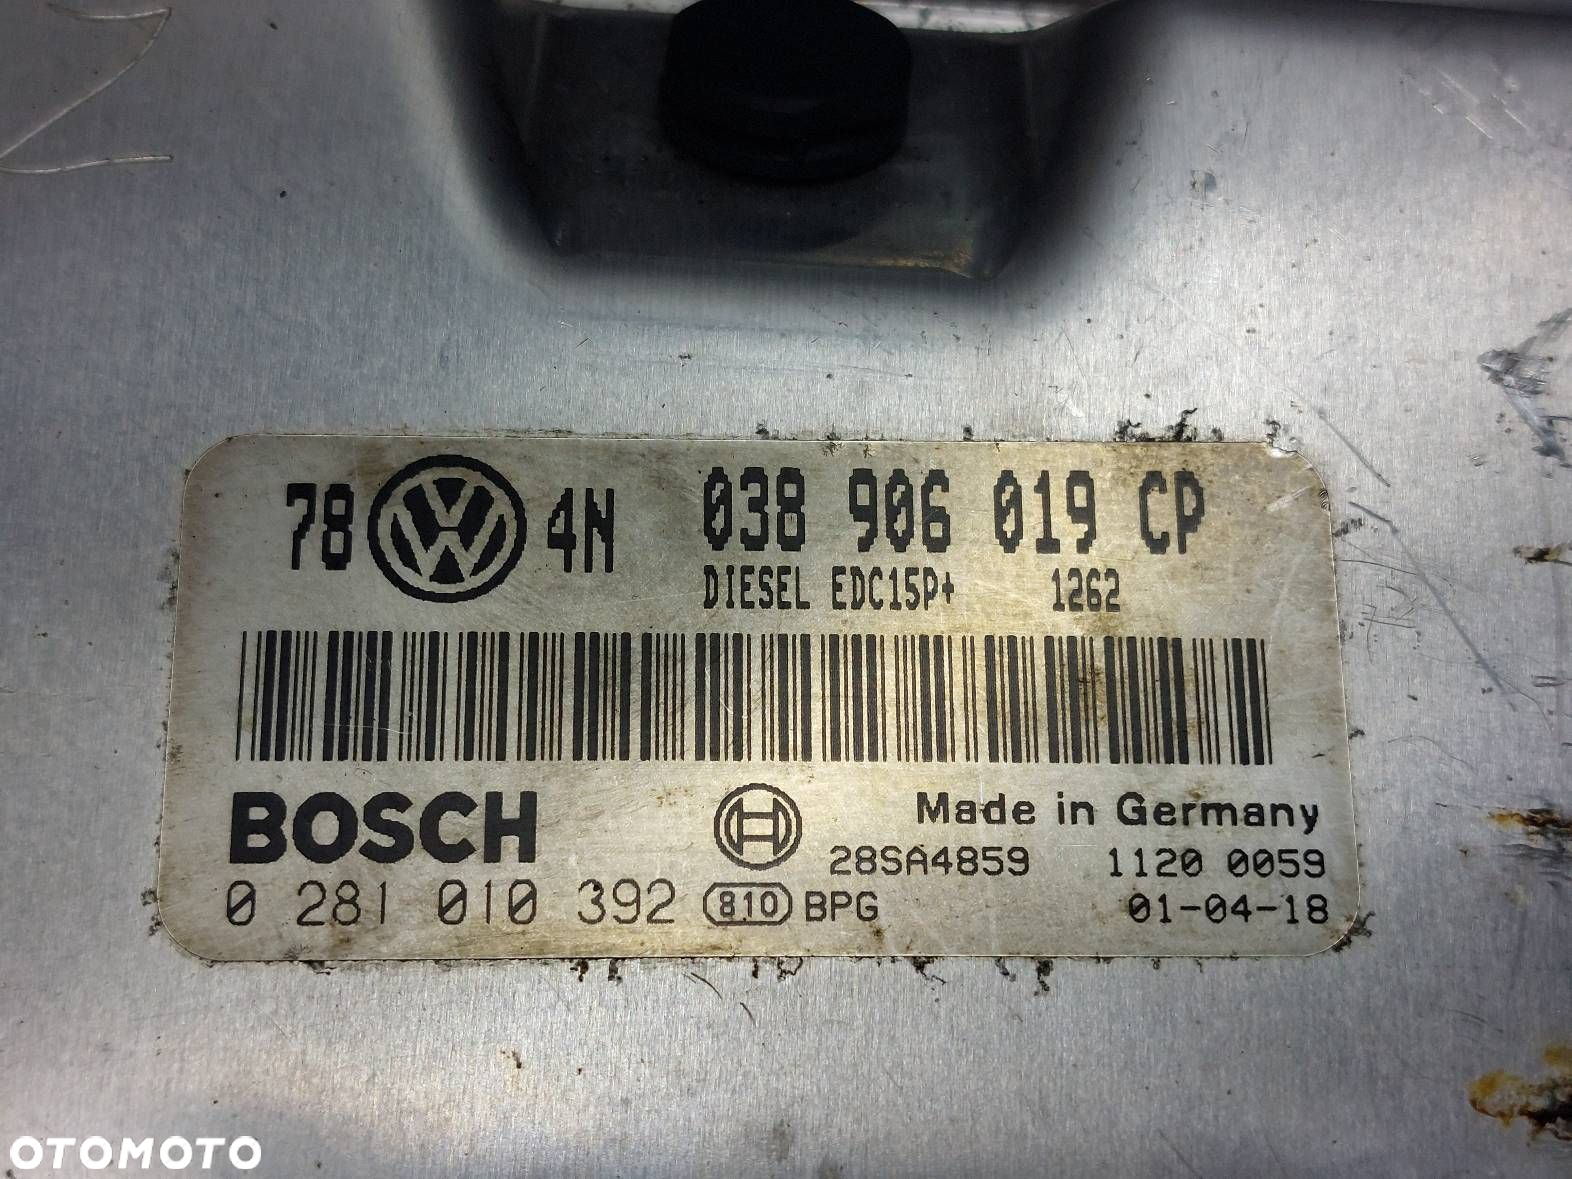 78 4N 038 906 019 CP
DIESEL EDC15P+ 1262
BOSCH
Made in Germany
28SA4859 1120 0059
0 281 010 392 810 BPG 01-04-18
OTOMOTO